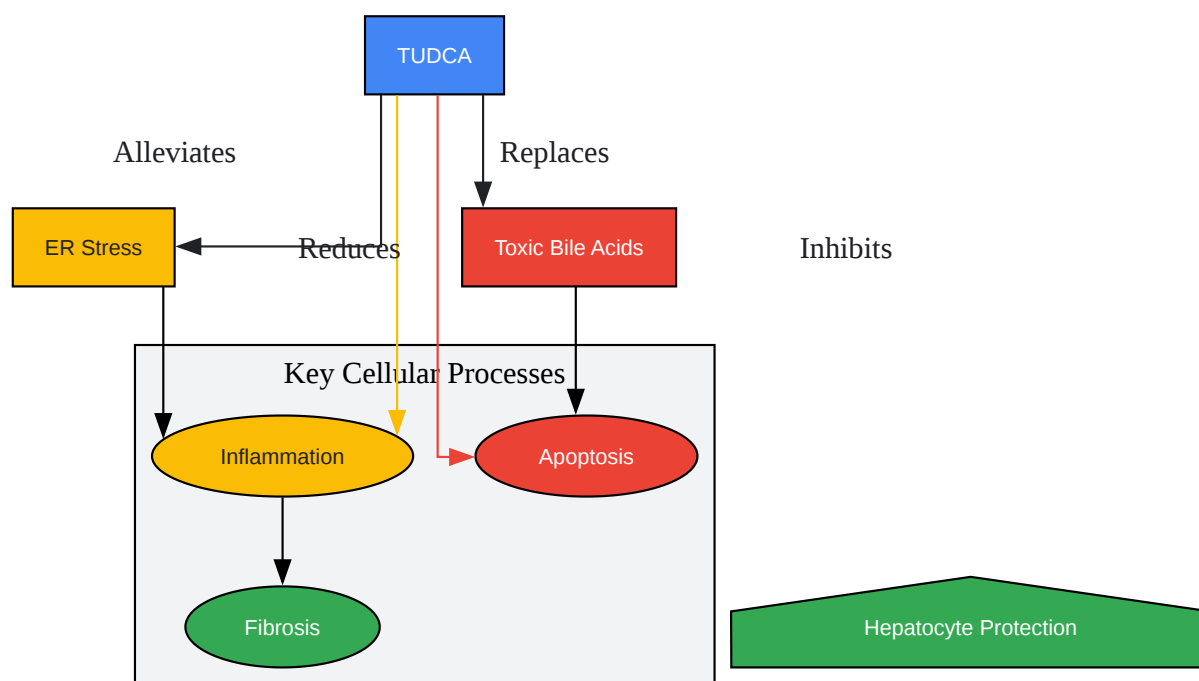 TUDCA
Alleviates
Replaces
ER Stress
Reduces
Toxic Bile Acids
Inhibits
Key Cellular Processes
Inflammation
Apoptosis
Fibrosis
Hepatocyte Protection